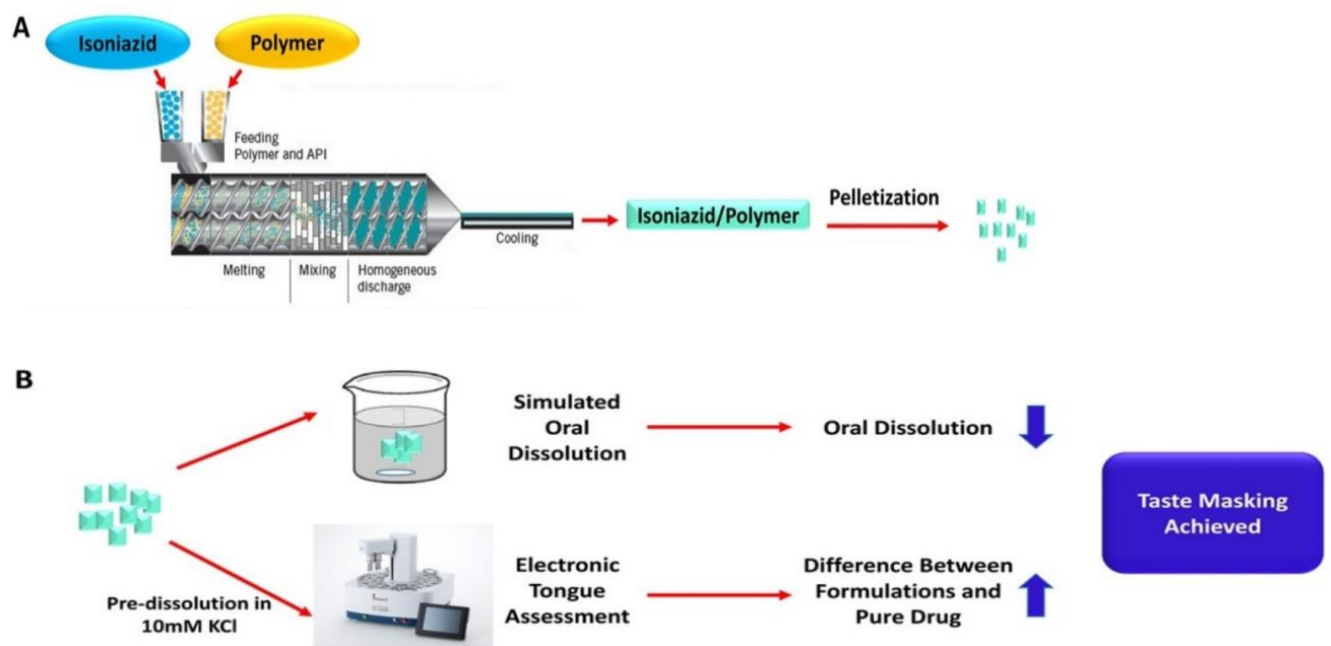 A
Isoniazid
Polymer
Feeding
Polymer and API
Melting
Mixing
Homogeneous
discharge
Cooling
Isoniazid/Polymer
Pelletization
B
Pre-dissolution in
10mM KCl
Simulated
Oral
Dissolution
Oral Dissolution
Electronic
Tongue
Assessment
Difference Between
Formulations and
Pure Drug
Taste Masking
Achieved